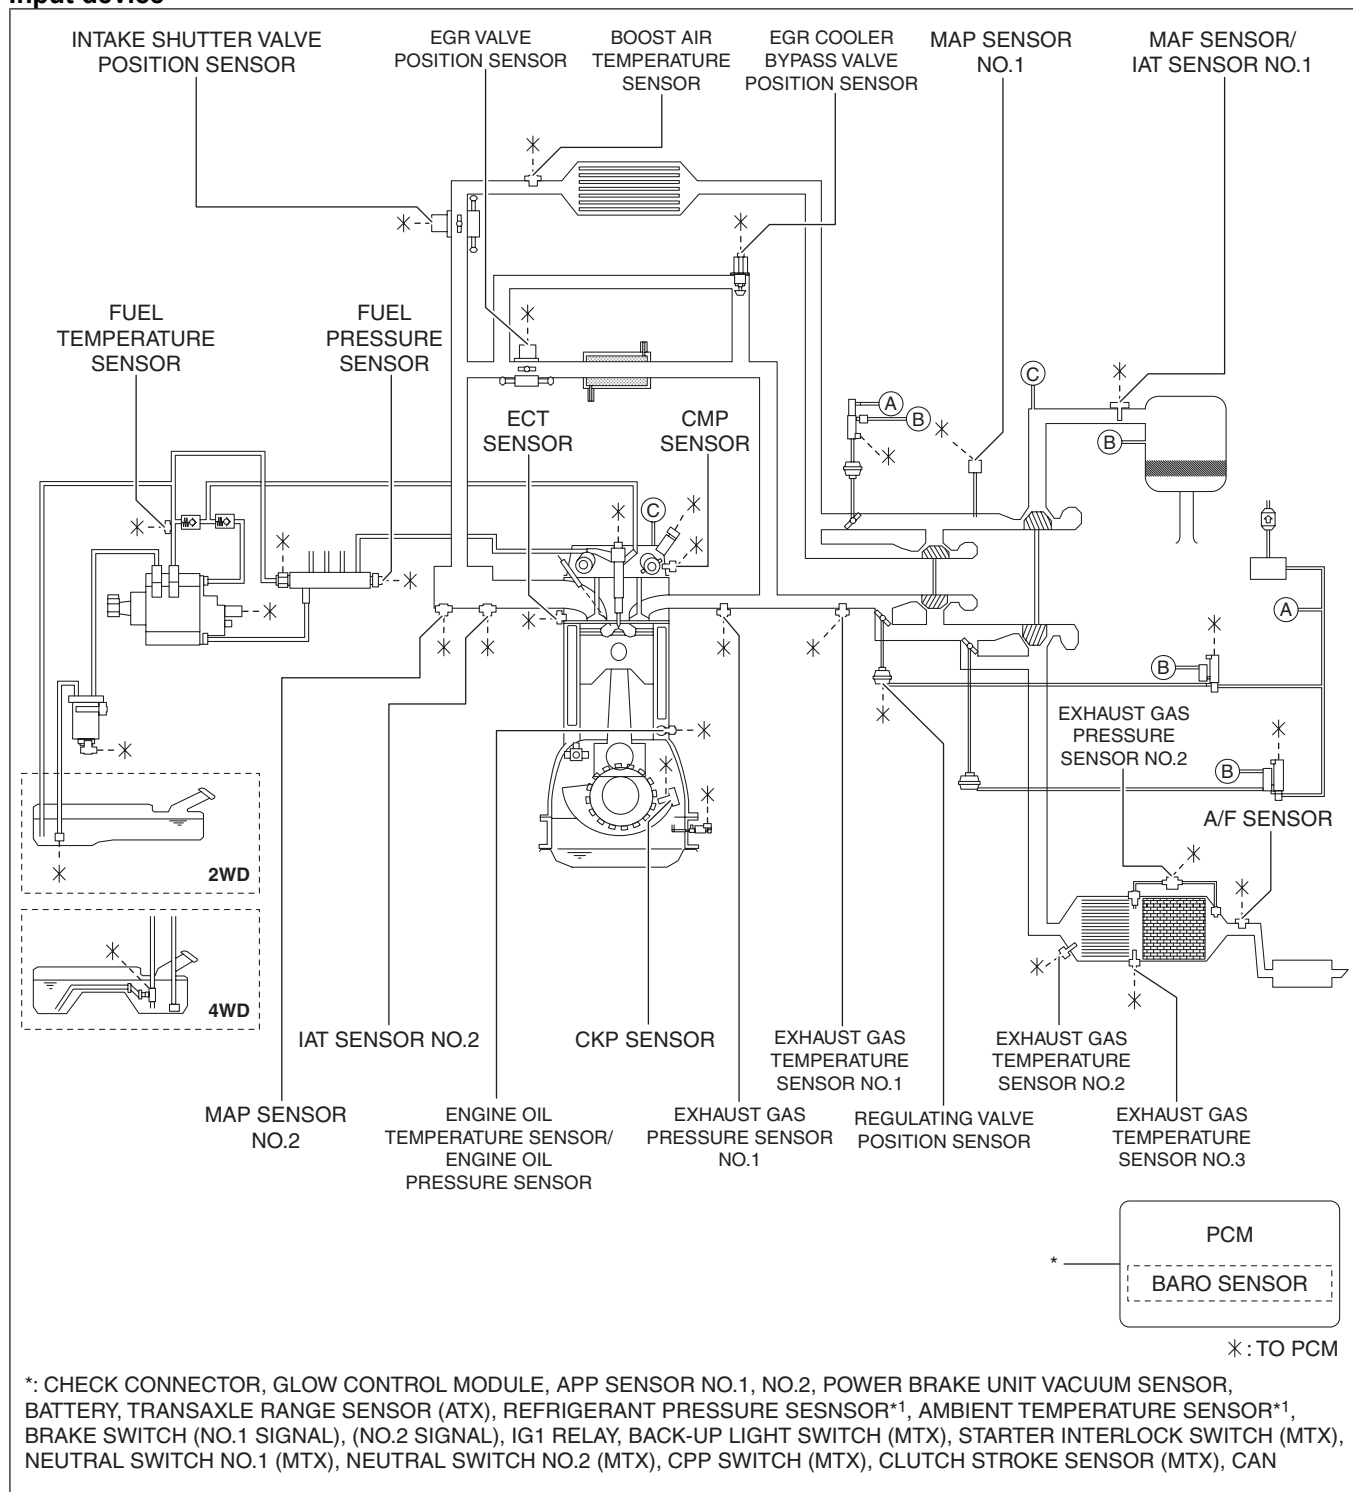 Input device
INTAKE SHUTTER VALVE
POSITION SENSOR
EGR VALVE
POSITION SENSOR
BOOST AIR
TEMPERATURE
SENSOR
EGR COOLER
BYPASS VALVE
POSITION SENSOR
MAP SENSOR
NO.1
MAF SENSOR/
IAT SENSOR NO.1
FUEL
TEMPERATURE
SENSOR
FUEL
PRESSURE
SENSOR
ECT
SENSOR
CMP
SENSOR
A
B
C
B
C
A
B
EXHAUST GAS
PRESSURE
SENSOR NO.2
B
A/F SENSOR
2WD
4WD
IAT SENSOR NO.2
CKP SENSOR
EXHAUST GAS
TEMPERATURE
SENSOR NO.1
EXHAUST GAS
TEMPERATURE
SENSOR NO.2
MAP SENSOR
NO.2
ENGINE OIL
TEMPERATURE SENSOR/
ENGINE OIL
PRESSURE SENSOR
EXHAUST GAS
PRESSURE SENSOR
NO.1
REGULATING VALVE
POSITION SENSOR
EXHAUST GAS
TEMPERATURE
SENSOR NO.3
PCM
*
BARO SENSOR
: TO PCM
*: CHECK CONNECTOR, GLOW CONTROL MODULE, APP SENSOR NO.1, NO.2, POWER BRAKE UNIT VACUUM SENSOR,
BATTERY, TRANSAXLE RANGE SENSOR (ATX), REFRIGERANT PRESSURE SESNSOR*1, AMBIENT TEMPERATURE SENSOR*1,
BRAKE SWITCH (NO.1 SIGNAL), (NO.2 SIGNAL), IG1 RELAY, BACK-UP LIGHT SWITCH (MTX), STARTER INTERLOCK SWITCH (MTX),
NEUTRAL SWITCH NO.1 (MTX), NEUTRAL SWITCH NO.2 (MTX), CPP SWITCH (MTX), CLUTCH STROKE SENSOR (MTX), CAN